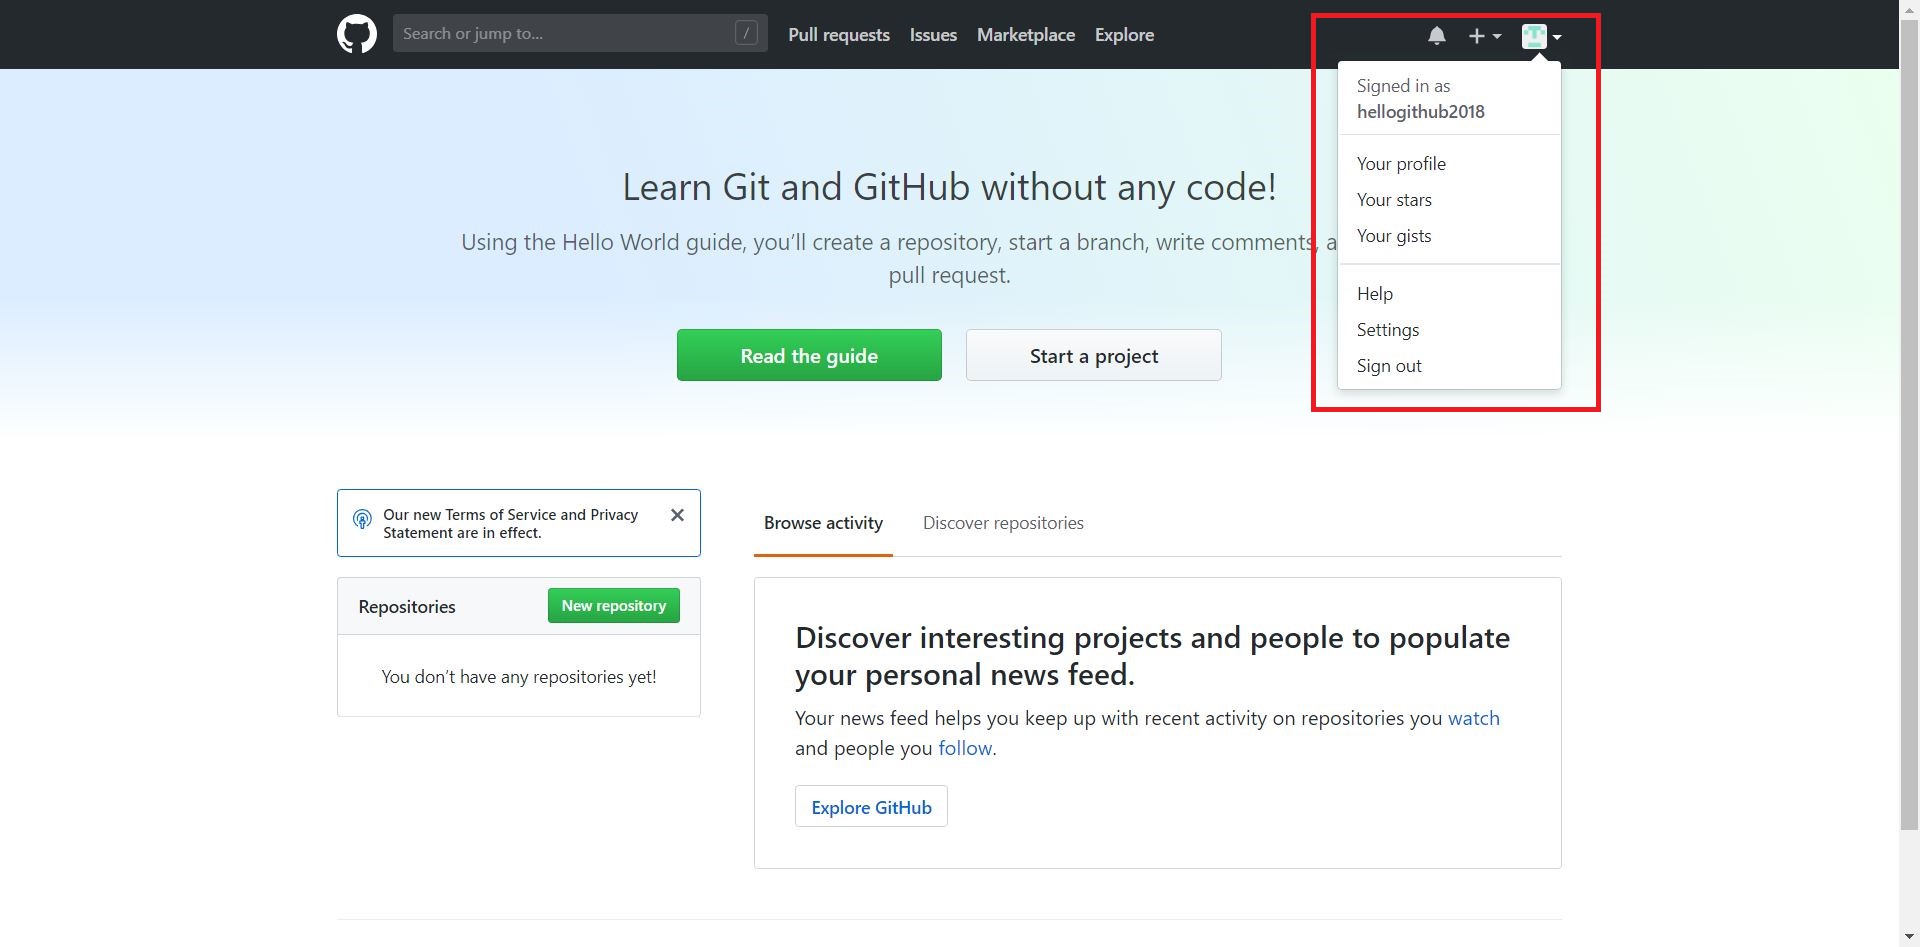 Search or jump to...
/
Pull requests
Issues
Marketplace
Explore
Signed in as
hellogithub2018
Your profile
Your stars
Your gists
Help
Settings
Sign out
Learn Git and GitHub without any code!
Using the Hello World guide, you’ll create a repository, start a branch, write comments, a
pull request.
Read the guide
Start a project
Our new Terms of Service and Privacy
Statement are in effect.
Repositories
New repository
You don’t have any repositories yet!
Browse activity
Discover repositories
Discover interesting projects and people to populate
your personal news feed.
Your news feed helps you keep up with recent activity on repositories you watch
and people you follow.
Explore GitHub